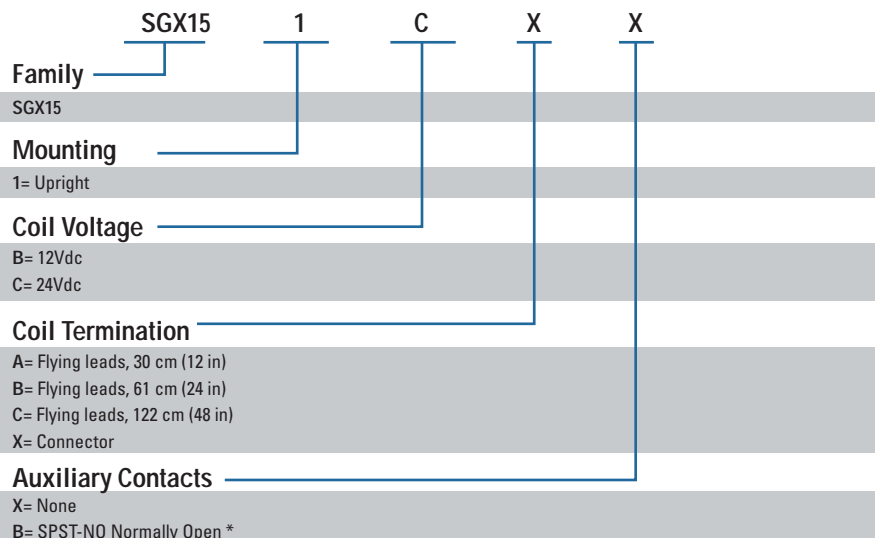 SGX15 1 C X X
Family
SGX15
Mounting
1= Upright
Coil Voltage
B= 12Vdc
C= 24Vdc
Coil Termination
A= Flying leads, 30 cm (12 in)
B= Flying leads, 61 cm (24 in)
C= Flying leads, 122 cm (48 in)
X= Connector
Auxiliary Contacts
X= None
B= SPST-NO Normally Open *